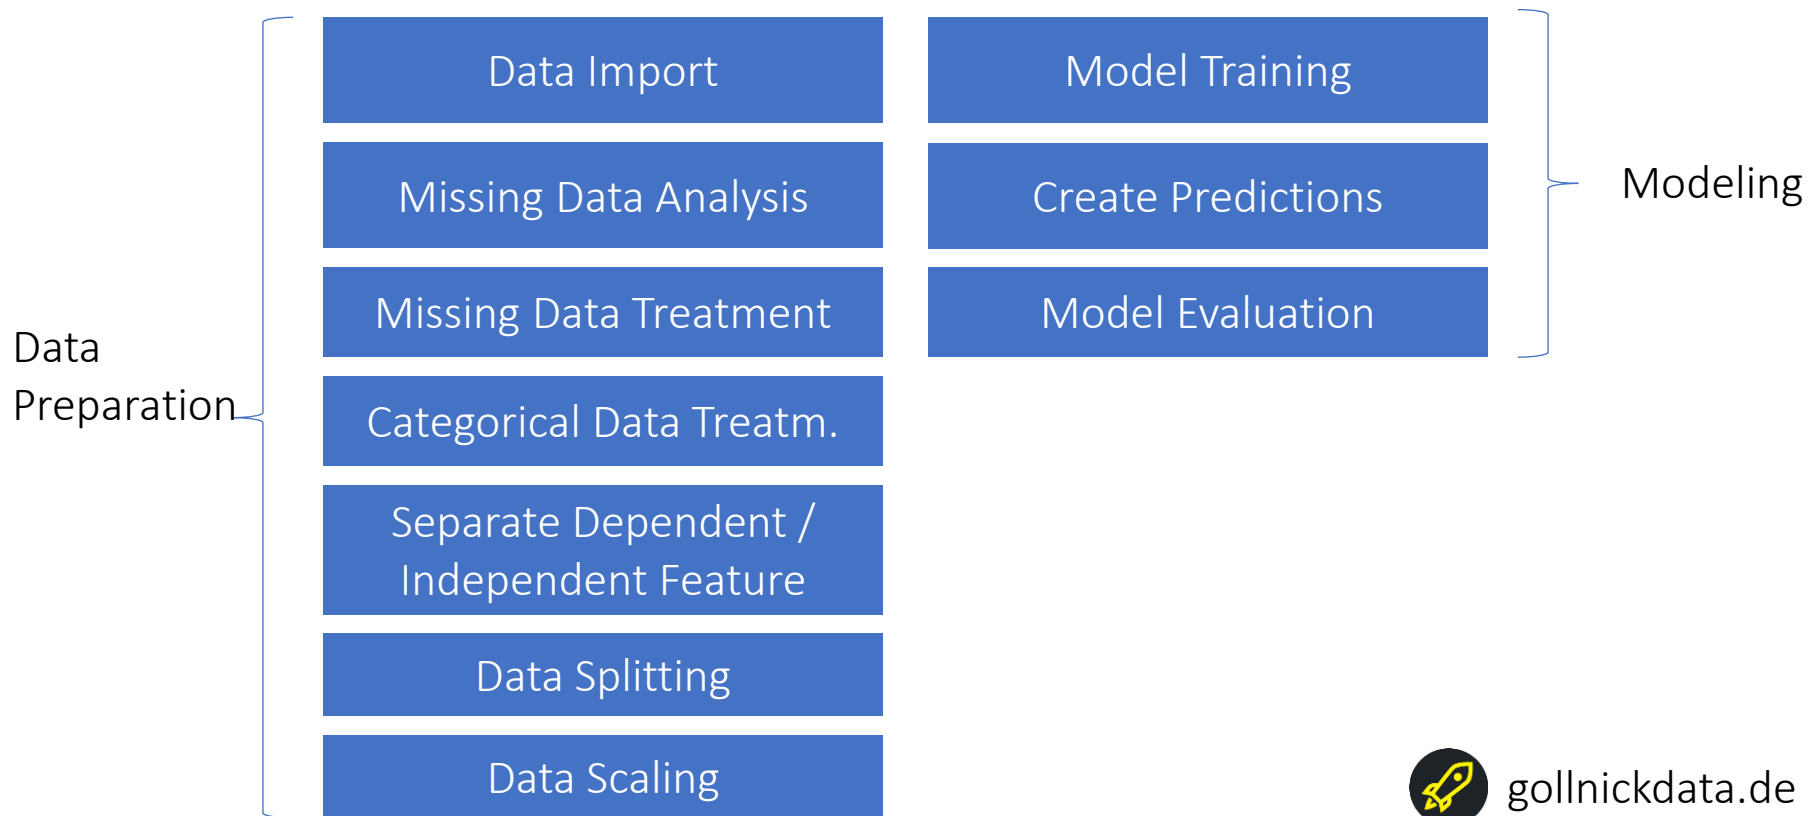 Data
Preparation
Data Import
Missing Data Analysis
Missing Data Treatment
Categorical Data Treatm.
Separate Dependent /
Independent Feature
Data Splitting
Data Scaling
Model Training
Create Predictions
Model Evaluation
Modeling
gollnickdata.de